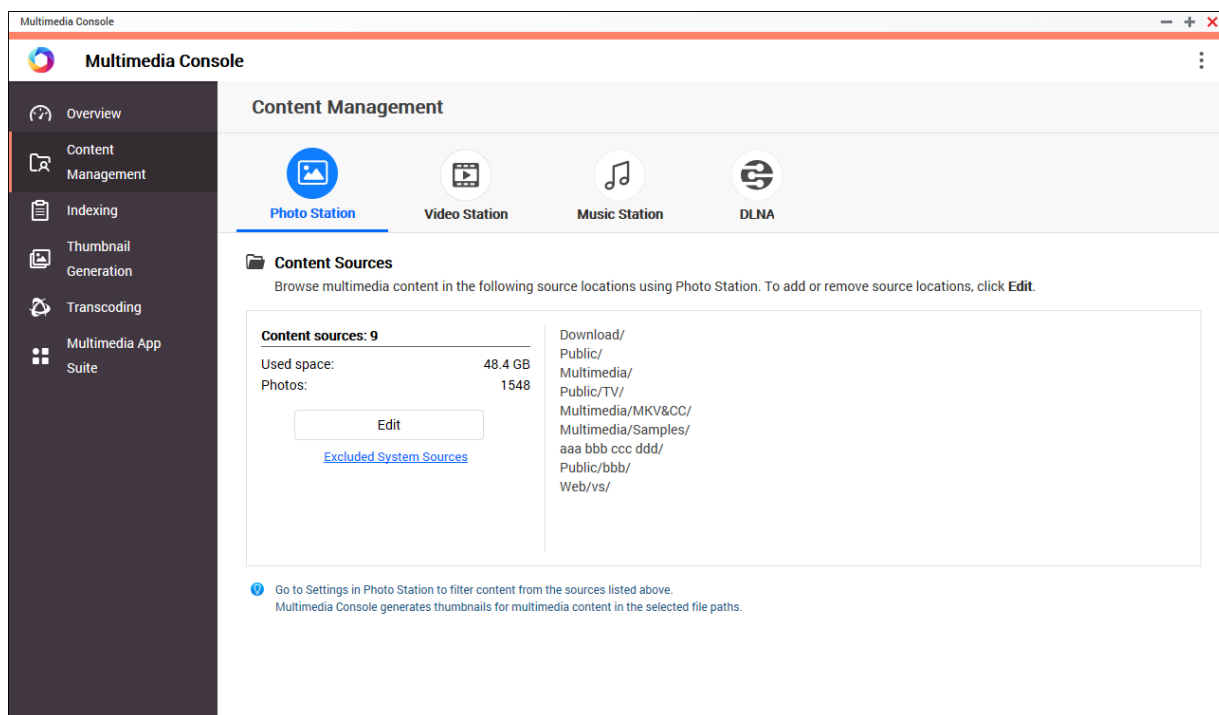 Multimedia Console
Multimedia Console
Overview
Content
Management
Indexing
Thumbnail
Generation
Transcoding
Multimedia App
Suite
Content Management
Photo Station
Video Station
Music Station
DLNA
Content Sources
Browse multimedia content in the following source locations using Photo Station. To add or remove source locations, click Edit.
Content sources: 9
Used space: 48.4 GB
Photos: 1548
Edit
Excluded System Sources
Download/
Public/
Multimedia/
Public/TV/
Multimedia/MKV&CC/
Multimedia/Samples/
aaa bbb ccc ddd/
Public/bbb/
Web/vs/
Go to Settings in Photo Station to filter content from the sources listed above.
Multimedia Console generates thumbnails for multimedia content in the selected file paths.